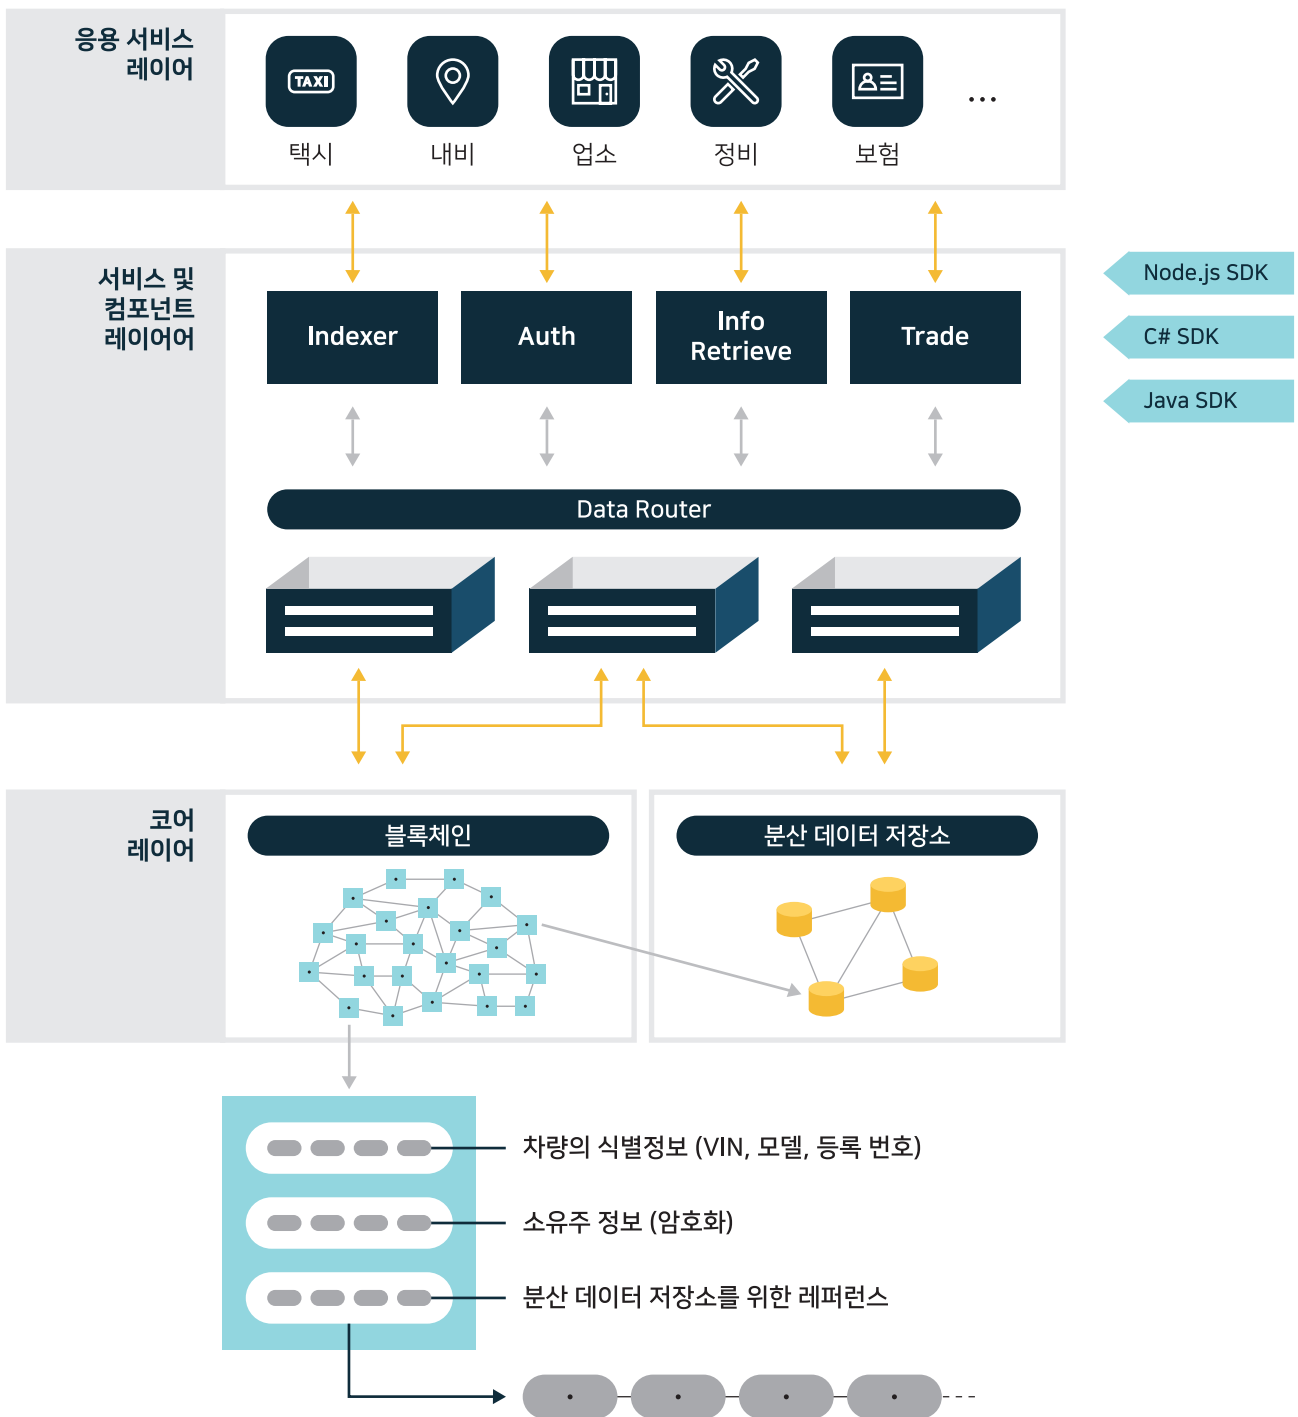 응용 서비스
레이어
TAXI
택시
내비
업소
정비
보험
...
서비스 및
컴포넌트
레이어어
Indexer
Auth
Info
Retrieve
Trade
Node.js SDK
C# SDK
Java SDK
Data Router
코어
레이어
블록체인
분산 데이터 저장소
차량의 식별정보 (VIN, 모델, 등록 번호)
소유주 정보 (암호화)
분산 데이터 저장소를 위한 레퍼런스